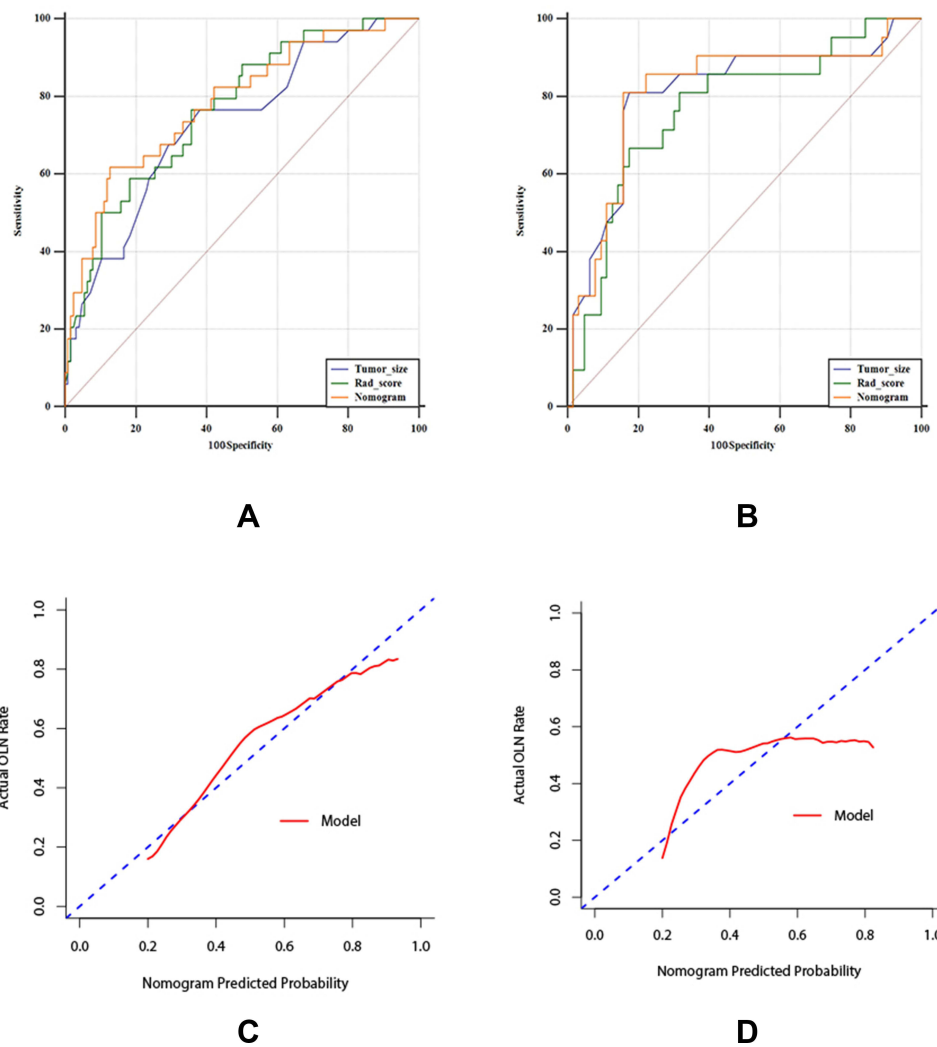 100
80
60
40
20
0
Sensitivity
0 20 40 60 80 100
100Specificity
Tumor_size
Rad_score
Nomogram
A
100
80
60
40
20
0
Sensitivity
0 20 40 60 80 100
100Specificity
Tumor_size
Rad_score
Nomogram
B
1.0
0.8
0.6
0.4
0.2
0.0
Actual OLN Rate
Model
0.0 0.2 0.4 0.6 0.8 1.0
Nomogram Predicted Probability
C
1.0
0.8
0.6
0.4
0.2
0.0
Actual OLN Rate
Model
0.0 0.2 0.4 0.6 0.8 1.0
Nomogram Predicted Probability
D